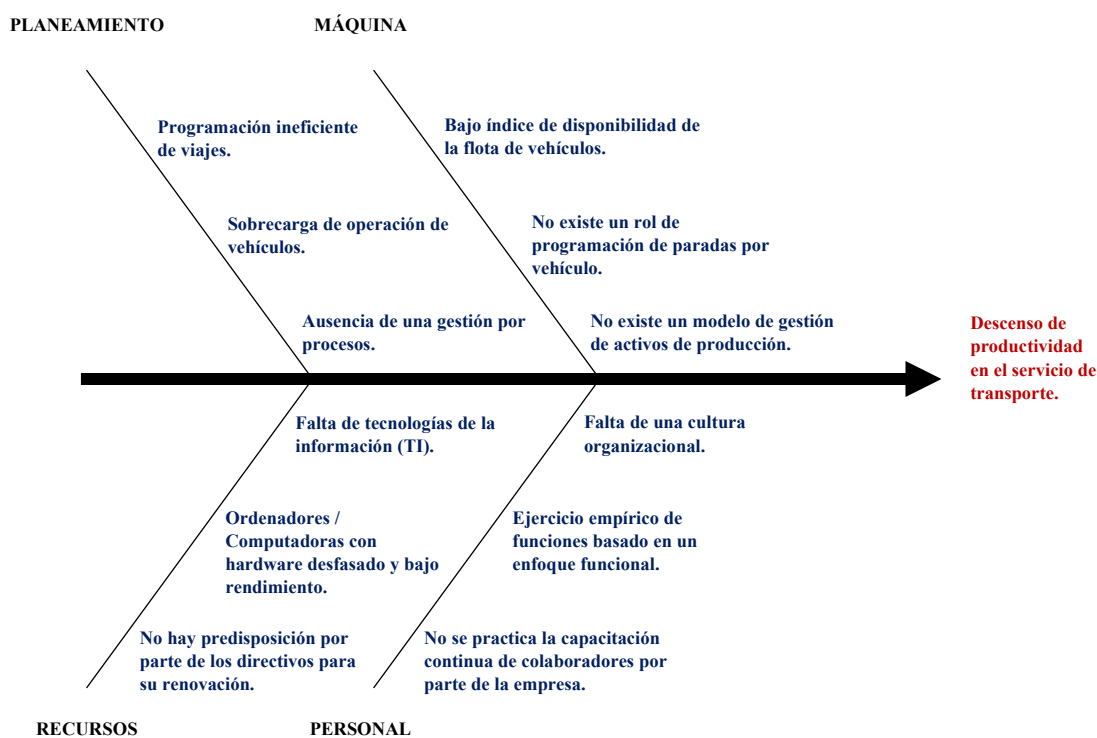 PLANEAMIENTO
MÁQUINA
Programación ineficiente
de viajes.
Bajo índice de disponibilidad de
la flota de vehículos.
Sobrecarga de operación de
vehículos.
No existe un rol de
programación de paradas por
vehículo.
Ausencia de una gestión por
procesos.
No existe un modelo de gestión
de activos de producción.
Descenso de
productividad
en el servicio de
transporte.
Falta de tecnologías de la
información (TI).
Falta de una cultura
organizacional.
Ordenadores /
Computadoras con
hardware desfasado y bajo
rendimiento.
Ejercicio empírico de
funciones basado en un
enfoque funcional.
No hay predisposición por
parte de los directivos para
su renovación.
No se practica la capacitación
continua de colaboradores por
parte de la empresa.
RECURSOS
PERSONAL